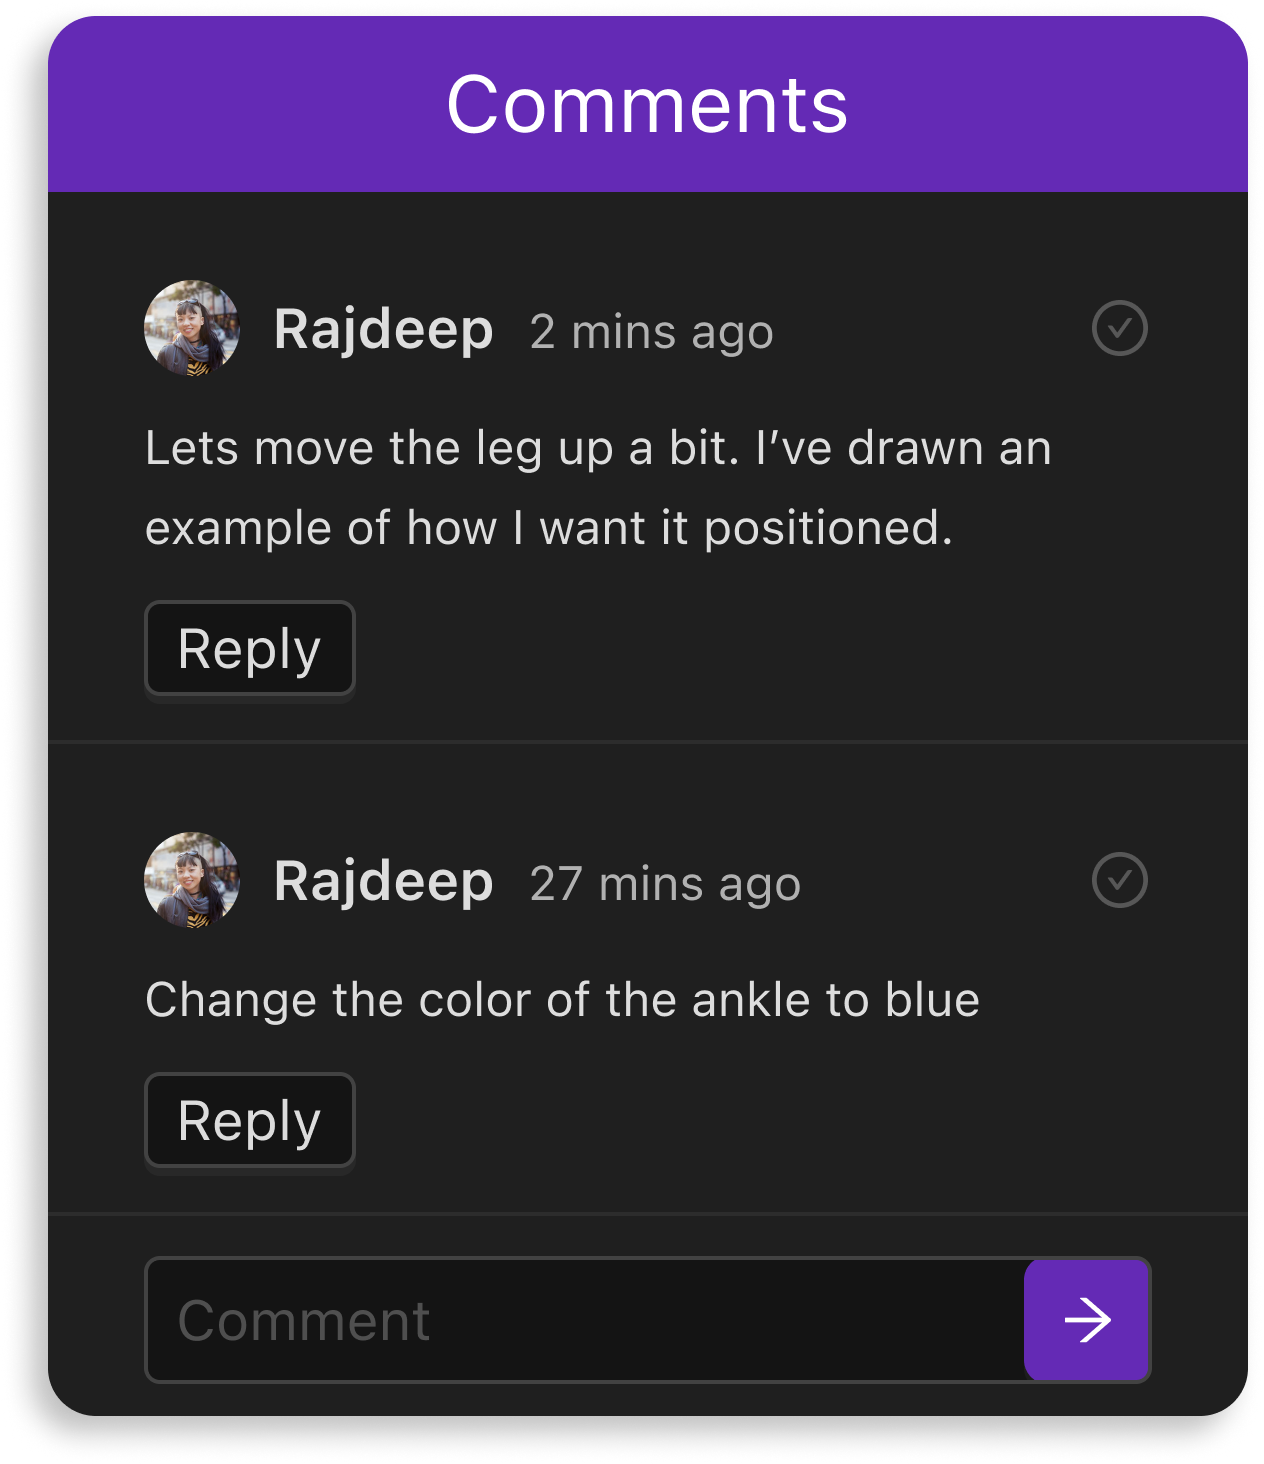 Comments
Rajdeep 2 mins ago
Lets move the leg up a bit. I’ve drawn an
example of how I want it positioned.
Reply
Rajdeep 27 mins ago
Change the color of the ankle to blue
Reply
Comment